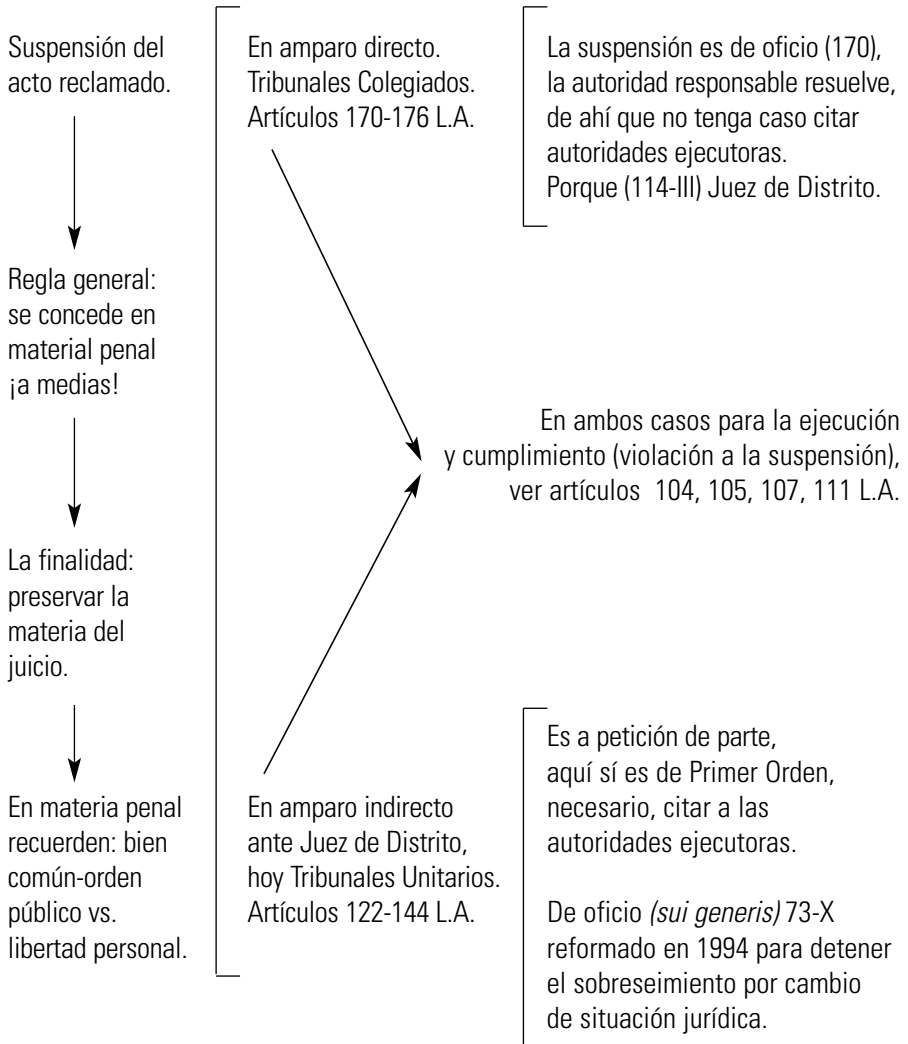 Suspensión del
acto reclamado.
Regla general:
se concede en
material penal
¡a medias!
La finalidad:
preservar la
materia del
juicio.
En materia penal
recuerden: bien
común-orden
público vs.
libertad personal.
En amparo directo.
Tribunales Colegiados.
Artículos 170-176 L.A.
La suspensión es de oficio (170),
la autoridad responsable resuelve,
de ahí que no tenga caso citar
autoridades ejecutoras.
Porque (114-III) Juez de Distrito.
En ambos casos para la ejecución
y cumplimiento (violación a la suspensión),
ver artículos 104, 105, 107, 111 L.A.
En amparo indirecto
ante Juez de Distrito,
hoy Tribunales Unitarios.
Artículos 122-144 L.A.
Es a petición de parte,
aquí sí es de Primer Orden,
necesario, citar a las
autoridades ejecutoras.
De oficio (sui generis) 73-X
reformado en 1994 para detener
el sobreseimiento por cambio
de situación jurídica.